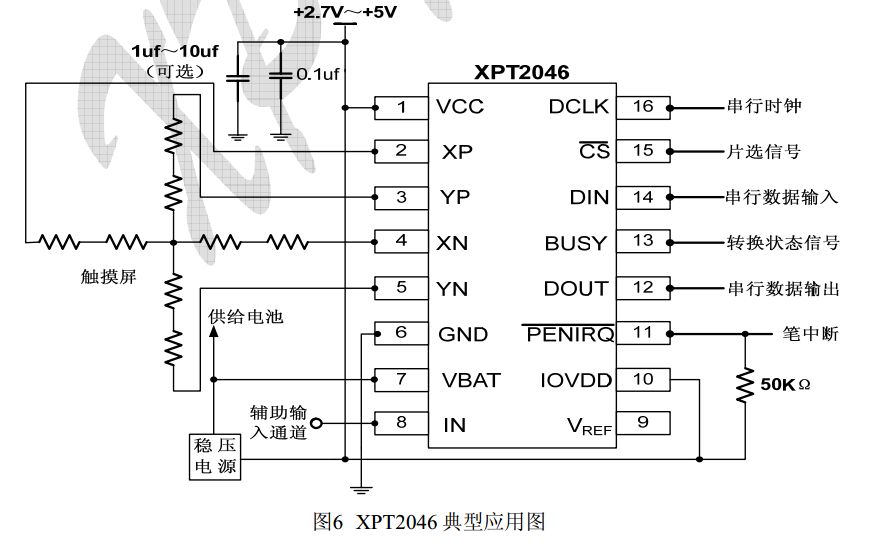 +2.7V~+5V
1uf~10uf
(可选)
0.1uf
XPT2046
1 VCC DCLK 16 串行时钟
2 XP CS 15 片选信号
3 YP DIN 14 串行数据输入
4 XN BUSY 13 转换状态信号
触摸屏
5 YN DOUT 12 串行数据输出
供给电池
6 GND PENIRQ 11 笔中断
7 VBAT IOVDD 10
50KΩ
辅助输
入通道
8 IN VREF 9
稳压
电源
图6 XPT2046 典型应用图